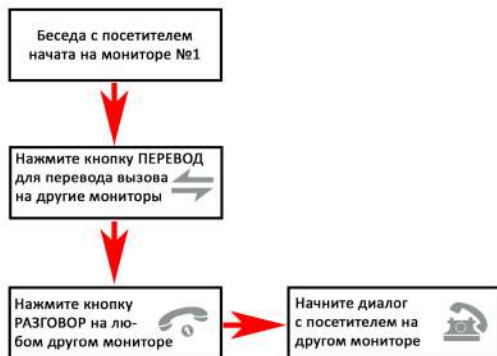 Беседа с посетителем
начата на мониторе №1
Нажмите кнопку ПЕРЕВОД
для перевода вызова
на другие мониторы
Нажмите кнопку
РАЗГОВОР на лю-
бом другом мониторе
Начните диалог
с посетителем на
другом мониторе